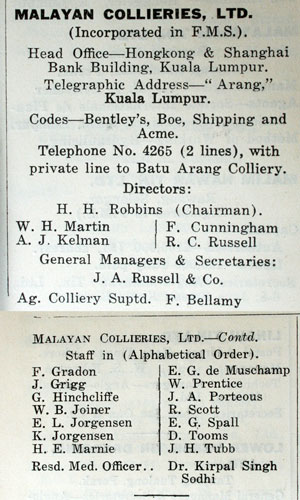 MALAYAN COLLIERIES, LTD.
(Incorporated in F.M.S.).
Head Office—Hongkong & Shanghai
Bank Building, Kuala Lumpur.
Telegraphic Address—“ Arang,”
Kuala Lumpur.
Codes—Bentley's, Boe, Shipping and
Acme.
Telephone No. 4265 (2 lines), with
private line to Batu Arang Colliery.
Directors:
H. H. Robbins (Chairman).
W. H. Martin
A. J. Kelman
F. Cunningham
R. C. Russell
General Managers & Secretaries:
J. A. Russell & Co.
Ag. Colliery Suptd. F. Bellamy
MALAYAN COLLIERIES, LTD.—Contd.
Staff in (Alphabetical Order).
F. Gradon
J. Grigg
G. Hinchcliffe
W. B. Joiner
E. L. Jorgensen
K. Jorgensen
H. E. Marnie
E. G. de Muschamp
W. Prentice
J. A. Porteous
R. Scott
E. G. Spall
D. Tooms
J. H. Tubb
Resd. Med. Officer.. Dr. Kirpal Singh
Sodhi